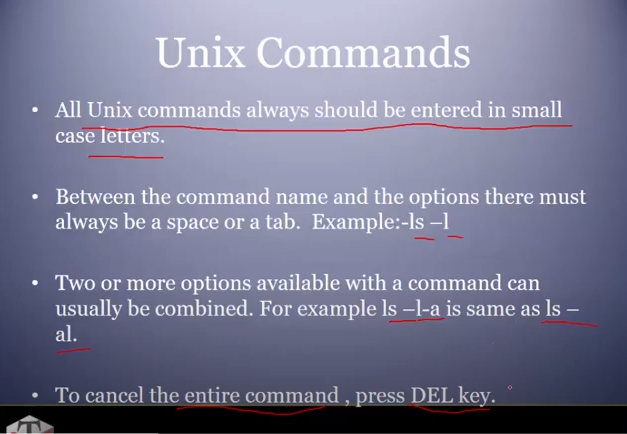 Unix Commands
• All Unix commands always should be entered in small
case letters.
• Between the command name and the options there must
always be a space or a tab. Example:-ls –l
• Two or more options available with a command can
usually be combined. For example ls –l-a is same as ls –
al.
• To cancel the entire command , press DEL key.